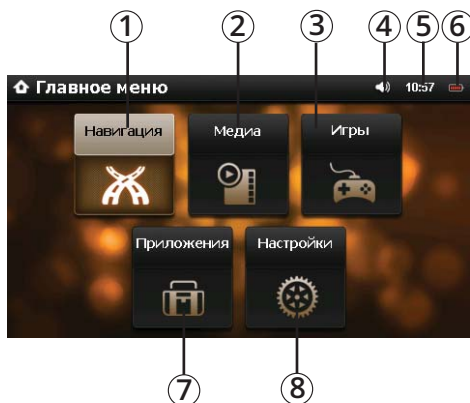 1 2 3 4 5 6
Главное меню 10:57
Навигация Медиа Игры
Приложения Настройки
7 8